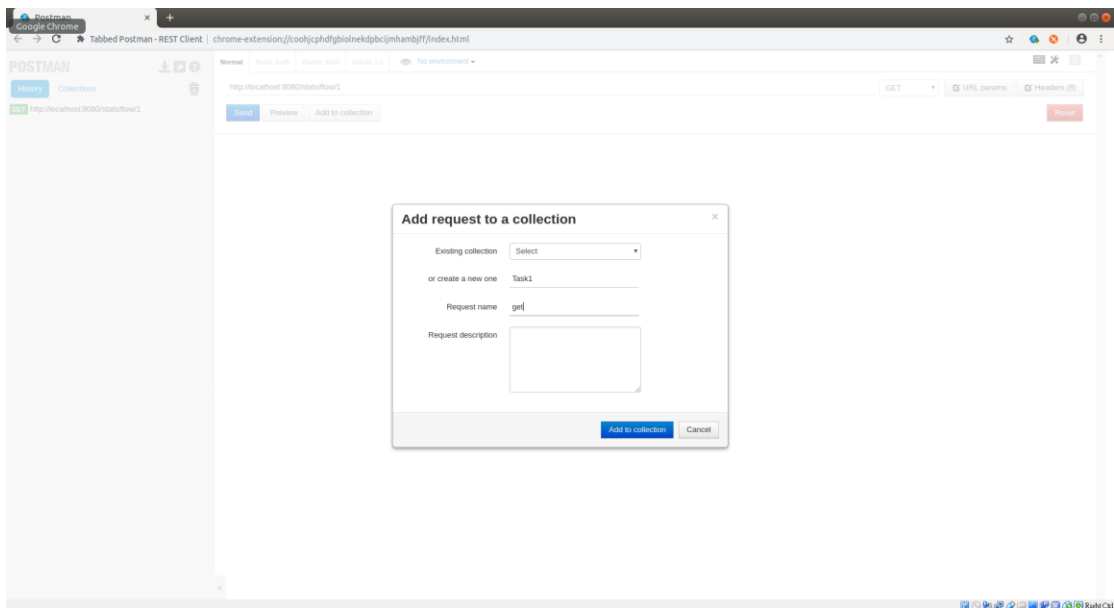 Postman × +
Google Chrome
Tabbed Postman - REST Client | chrome-extension://coohjcphdfgbiolnekdpbcijmhambjff/index.html
POSTMAN
Normal Basic Auth Digest Auth OAuth 1.0 No environment
History Collections
http://localhost:8080/stats/flow/1 GET URL params Headers (8)
GET http://localhost:8080/stats/flow/1
Send Preview Add to collection Reset
Add request to a collection ×
Existing collection Select
or create a new one Task1
Request name get
Request description
Add to collection Cancel
Right Ctrl